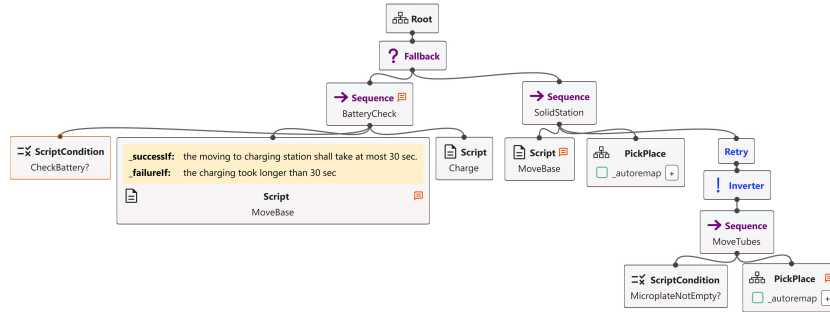 Root
Fallback
Sequence
BatteryCheck
Sequence
SolidStation
ScriptCondition
CheckBattery?
_successIf: the moving to charging station shall take at most 30 sec.
_failureIf: the charging took longer than 30 sec
Script
MoveBase
Script
Charge
Script
MoveBase
PickPlace
_autoremap +
Retry
Inverter
Sequence
MoveTubes
ScriptCondition
MicroplateNotEmpty?
PickPlace
_autoremap +